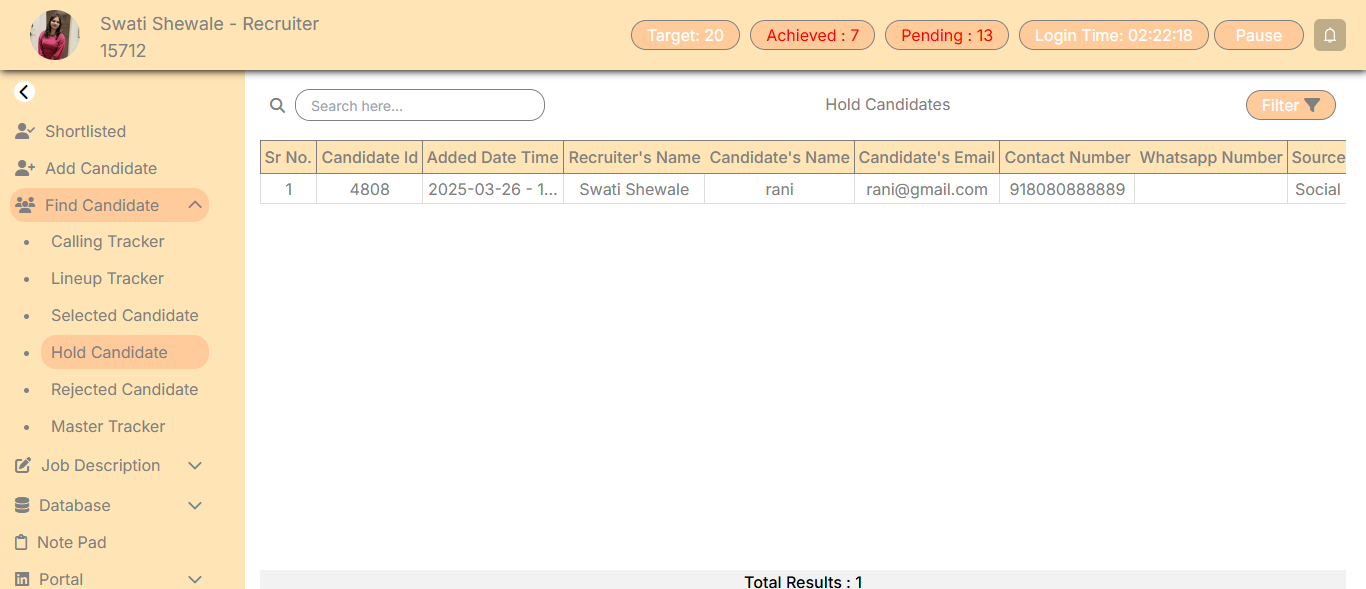 Swati Shewale - Recruiter
15712
Target: 20 Achieved : 7 Pending : 13 Login Time: 02:22:18 Pause
Shortlisted
Add Candidate
Find Candidate
Calling Tracker
Lineup Tracker
Selected Candidate
Hold Candidate
Rejected Candidate
Master Tracker
Job Description
Database
Note Pad
Portal
Search here... Hold Candidates Filter
Sr No. Candidate Id Added Date Time Recruiter's Name Candidate's Name Candidate's Email Contact Number Whatsapp Number Source
1 4808 2025-03-26 - 1... Swati Shewale rani rani@gmail.com 918080888889 Social
Total Results : 1